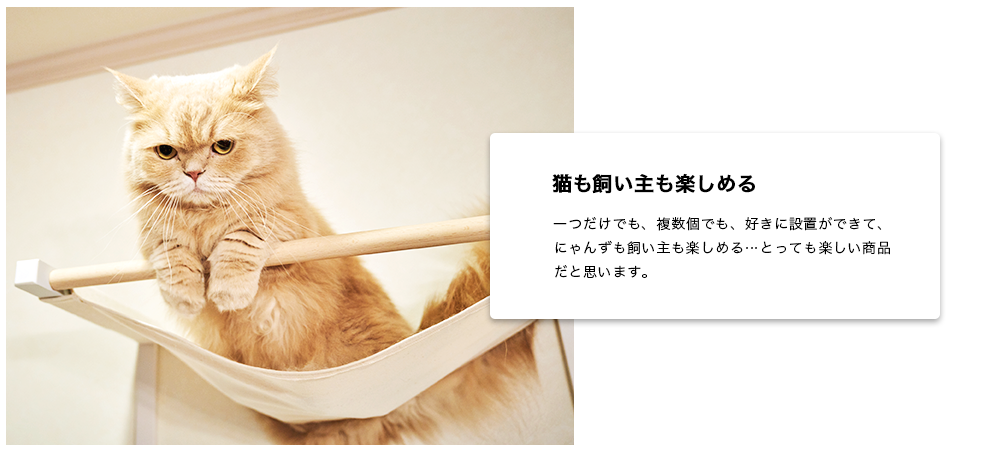 猫も飼い主も楽しめる
一つだけでも、複数個でも、好きに設置ができて、
にゃんずも飼い主も楽しめる…とっても楽しい商品
だと思います。